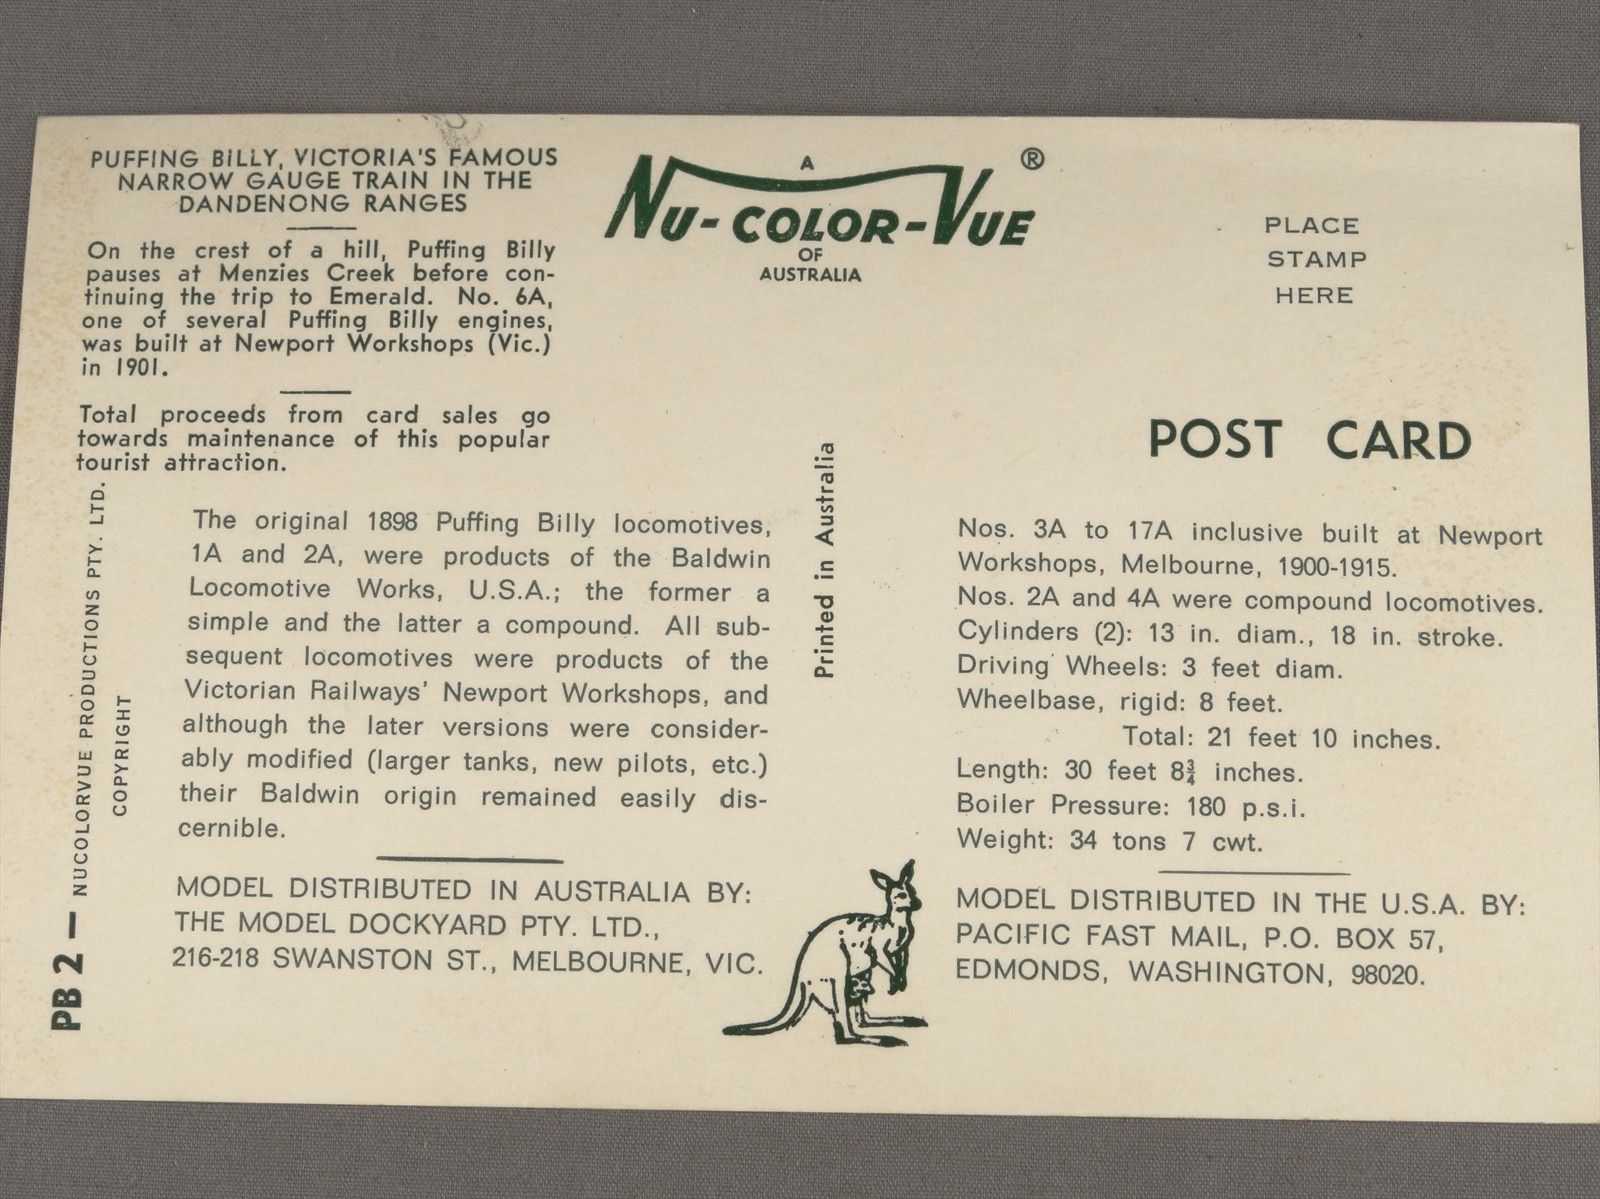 PUFFING BILLY, VICTORIA'S FAMOUS
NARROW GAUGE TRAIN IN THE
DANDENONG RANGES
On the crest of a hill, Puffing Billy
pauses at Menzies Creek before con-
tinuing the trip to Emerald. No. 6A,
one of several Puffing Billy engines,
was built at Newport Workshops (Vic.)
in 1901.
Total proceeds from card sales go
towards maintenance of this popular
tourist attraction.
A
NU-COLOR-VUE ®
OF
AUSTRALIA
PLACE
STAMP
HERE
POST CARD
The original 1898 Puffing Billy locomotives,
1A and 2A, were products of the Baldwin
Locomotive Works, U.S.A.; the former a
simple and the latter a compound. All sub-
sequent locomotives were products of the
Victorian Railways' Newport Workshops, and
although the later versions were consider-
ably modified (larger tanks, new pilots, etc.)
their Baldwin origin remained easily dis-
cernible.
MODEL DISTRIBUTED IN AUSTRALIA BY:
THE MODEL DOCKYARD PTY. LTD.,
216-218 SWANSTON ST., MELBOURNE, VIC.
PB 2 — NUCOLORVUE PRODUCTIONS PTY. LTD.
COPYRIGHT
Printed in Australia
Nos. 3A to 17A inclusive built at Newport
Workshops, Melbourne, 1900-1915.
Nos. 2A and 4A were compound locomotives.
Cylinders (2): 13 in. diam., 18 in. stroke.
Driving Wheels: 3 feet diam.
Wheelbase, rigid: 8 feet.
Total: 21 feet 10 inches.
Length: 30 feet 8¾ inches.
Boiler Pressure: 180 p.s.i.
Weight: 34 tons 7 cwt.
MODEL DISTRIBUTED IN THE U.S.A. BY:
PACIFIC FAST MAIL, P.O. BOX 57,
EDMONDS, WASHINGTON, 98020.